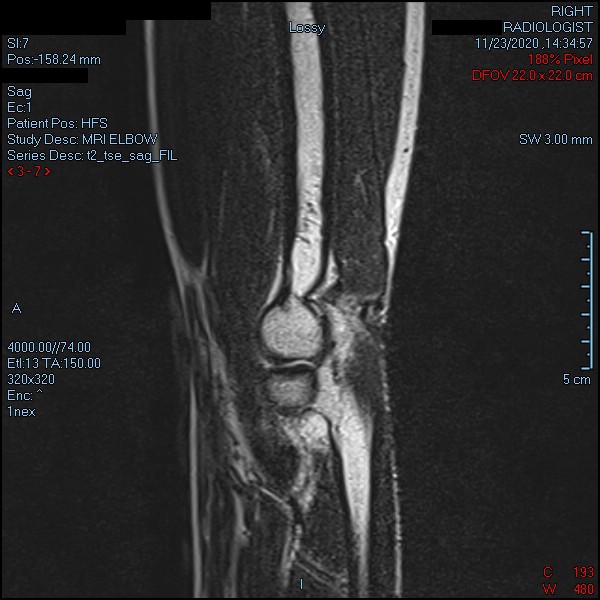 Lossy
SI:7
Pos:-158.24 mm
Sag
Ec:1
Patient Pos: HFS
Study Desc: MRI ELBOW
Series Desc: t2_tse_sag_FIL
< 3 - 7 >
RIGHT
RADIOLOGIST
11/23/2020 ,14:34:57
188% Pixel
DFOV 22.0 x 22.0 cm
SW 3.00 mm
A
4000.00//74.00
Etl:13 TA:150.00
320x320
Enc: ^
1nex
5 cm
I
C 193
W 480